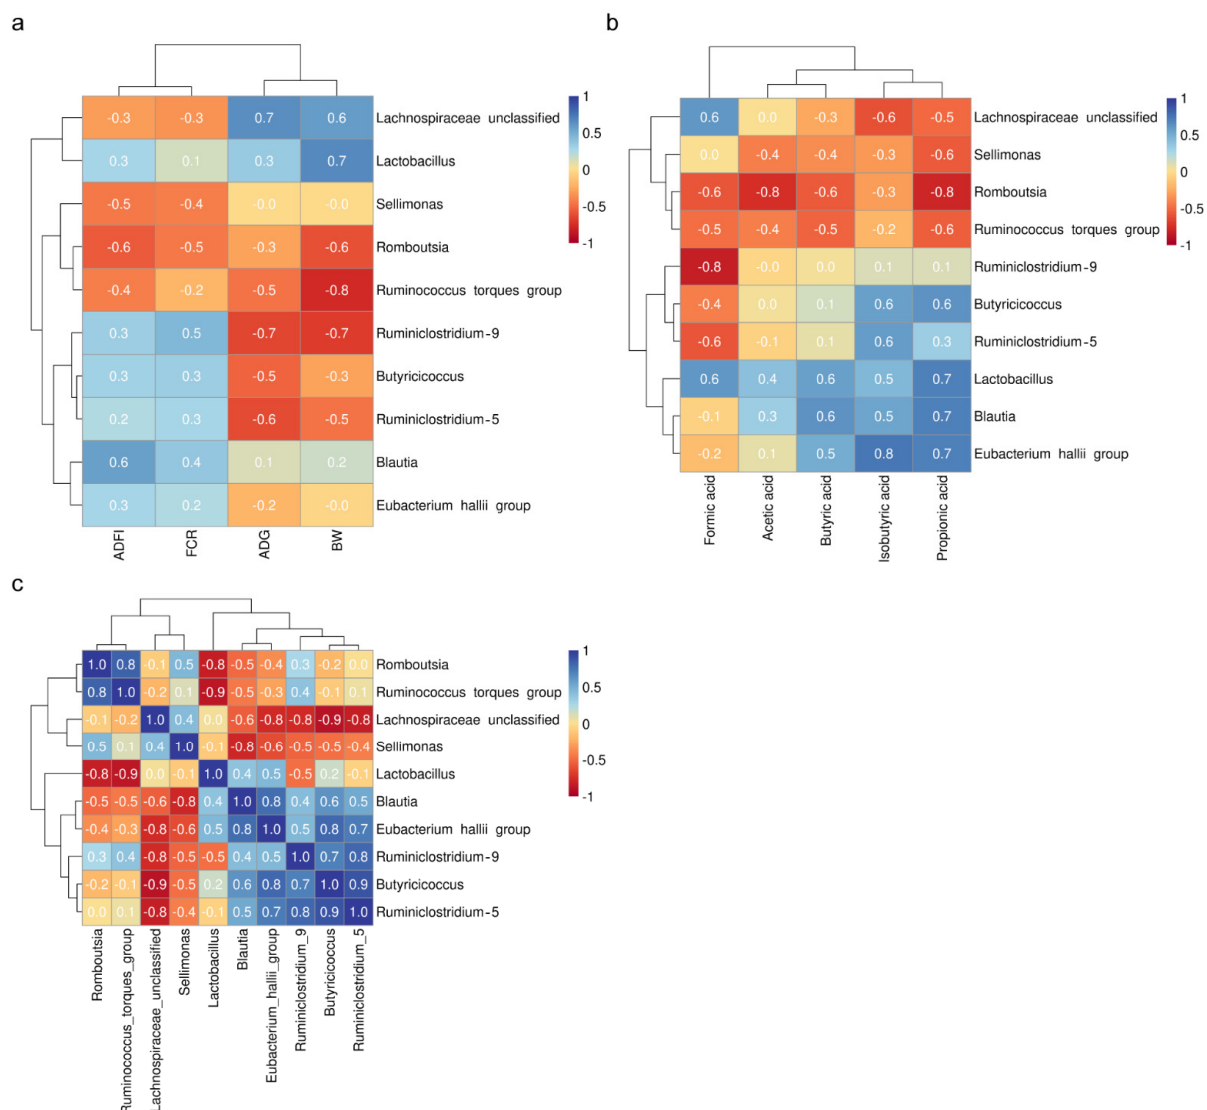 a
-0.3 -0.3 0.7 0.6 Lachnospiraceae unclassified
0.3 0.1 0.3 0.7 Lactobacillus
-0.5 -0.4 -0.0 -0.0 Sellimonas
-0.6 -0.5 -0.3 -0.6 Romboutsia
-0.4 -0.2 -0.5 -0.8 Ruminococcus torques group
0.3 0.5 -0.7 -0.7 Ruminiclostridium-9
0.3 0.3 -0.5 -0.3 Butyricicoccus
0.2 0.3 -0.6 -0.5 Ruminiclostridium-5
0.6 0.4 0.1 0.2 Blautia
0.3 0.2 -0.2 -0.0 Eubacterium hallii group
ADFI FCR ADG BW
1
0.5
0
-0.5
-1
b
0.6 0.0 -0.3 -0.6 -0.5 Lachnospiraceae unclassified
0.0 -0.4 -0.4 -0.3 -0.6 Sellimonas
-0.6 -0.8 -0.6 -0.3 -0.8 Romboutsia
-0.5 -0.4 -0.5 -0.2 -0.6 Ruminococcus torques group
-0.8 -0.0 0.0 0.1 0.1 Ruminiclostridium-9
-0.4 0.0 0.1 0.6 0.6 Butyricicoccus
-0.6 -0.1 0.1 0.6 0.3 Ruminiclostridium-5
0.6 0.4 0.6 0.5 0.7 Lactobacillus
-0.1 0.3 0.6 0.5 0.7 Blautia
-0.2 0.1 0.5 0.8 0.7 Eubacterium hallii group
Formic acid
Acetic acid
Butyric acid
Isobutyric acid
Propionic acid
1
0.5
0
-0.5
-1
c
1.0 0.8 -0.1 0.5 -0.8 -0.5 -0.4 0.3 -0.2 0.0 Romboutsia
0.8 1.0 -0.2 0.1 -0.9 -0.5 -0.3 0.4 -0.1 0.1 Ruminococcus torques group
-0.1 -0.2 1.0 0.4 0.0 -0.6 -0.8 -0.8 -0.9 -0.8 Lachnospiraceae unclassified
0.5 0.1 0.4 1.0 -0.1 -0.8 -0.6 -0.5 -0.5 -0.4 Sellimonas
-0.8 -0.9 0.0 -0.1 1.0 0.4 0.5 -0.5 0.2 -0.1 Lactobacillus
-0.5 -0.5 -0.6 -0.8 0.4 1.0 0.8 0.4 0.6 0.5 Blautia
-0.4 -0.3 -0.8 -0.6 0.5 0.8 1.0 0.5 0.8 0.7 Eubacterium hallii group
0.3 0.4 -0.8 -0.5 -0.5 0.4 0.5 1.0 0.7 0.8 Ruminiclostridium-9
-0.2 -0.1 -0.9 -0.5 0.2 0.6 0.8 0.7 1.0 0.9 Butyricicoccus
0.0 0.1 -0.8 -0.4 -0.1 0.5 0.7 0.8 0.9 1.0 Ruminiclostridium-5
Romboutsia
Ruminococcus_torques_group
Lachnospiraceae_unclassified
Sellimonas
Lactobacillus
Blautia
Eubacterium_hallii_group
Ruminiclostridium_9
Butyricicoccus
Ruminiclostridium_5
1
0.5
0
-0.5
-1